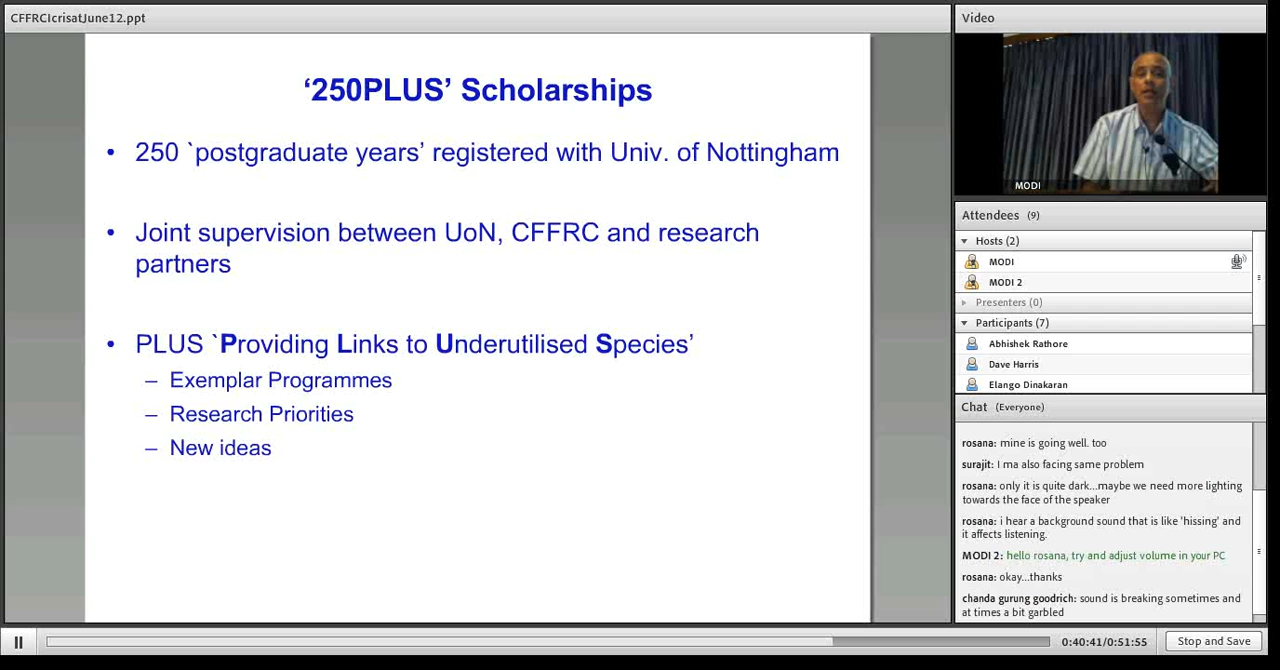 CFFRCIcrisatJune12.ppt
‘250PLUS’ Scholarships
• 250 `postgraduate years’ registered with Univ. of Nottingham
• Joint supervision between UoN, CFFRC and research
partners
• PLUS `Providing Links to Underutilised Species’
– Exemplar Programmes
– Research Priorities
– New ideas
Video
MODI
Attendees (9)
Hosts (2)
MODI
MODI 2
Presenters (0)
Participants (7)
Abhishek Rathore
Dave Harris
Elango Dinakaran
Chat (Everyone)
rosana: mine is going well. too
surajit: I ma also facing same problem
rosana: only it is quite dark...maybe we need more lighting
towards the face of the speaker
rosana: i hear a background sound that is like 'hissing' and
it affects listening.
MODI 2: hello rosana, try and adjust volume in your PC
rosana: okay...thanks
chanda gurung goodrich: sound is breaking sometimes and
at times a bit garbled
0:40:41/0:51:55
Stop and Save